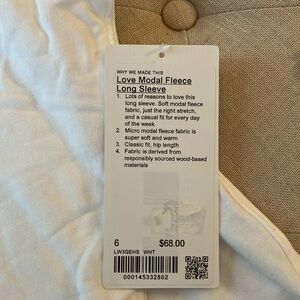 WHY WE MADE THIS
Love Modal Fleece
Long Sleeve
1. Lots of reasons to love this
long sleeve. Soft modal fleece
fabric, just the right stretch,
and a casual fit for every day
of the week
2. Micro modal fleece fabric is
super soft and warm
3. Classic fit, hip length
4. Fabric is derived from
responsibly sourced wood-based
materials
6 $68.00
LW3GEHS WHT
000145332802